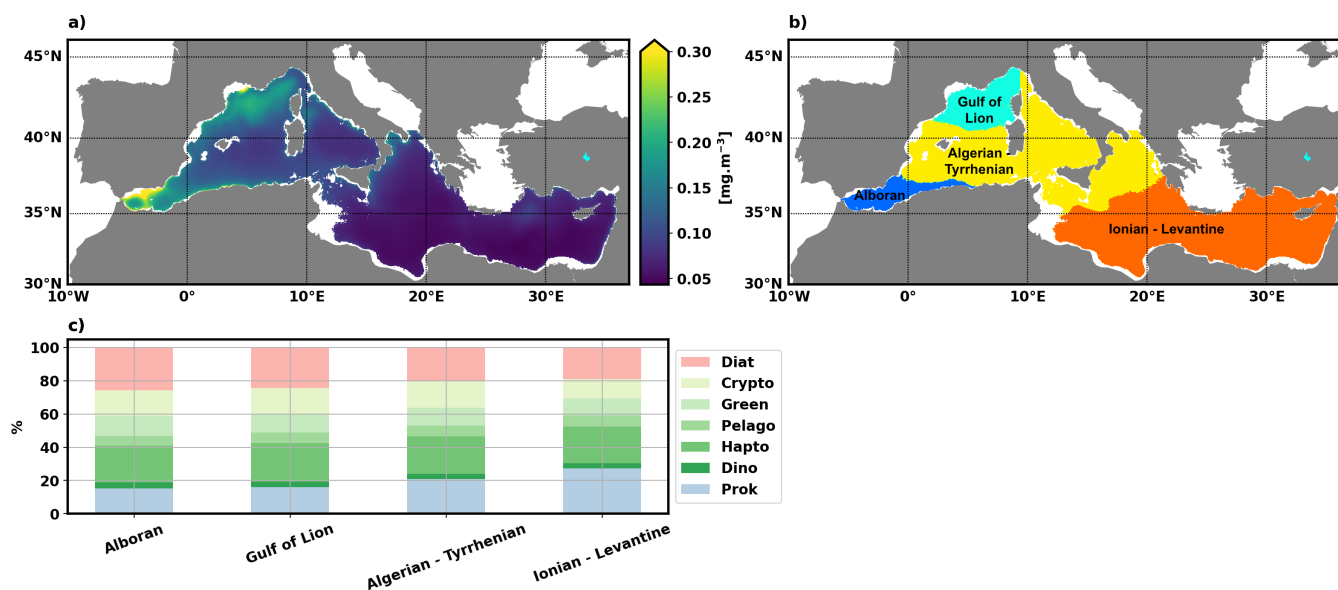 a)
45°N
40°N
35°N
30°N
10°W
0°
10°E
20°E
30°E
0.30
0.25
0.20
0.15
0.10
0.05
[mg.m⁻³]
b)
45°N
40°N
35°N
30°N
10°W
0°
10°E
20°E
30°E
Gulf of
Lion
Algerian -
Tyrrhenian
Alboran
Ionian - Levantine
c)
100
80
60
40
20
0
%
Alboran
Gulf of Lion
Algerian - Tyrrhenian
Ionian - Levantine
Diat
Crypto
Green
Pelago
Hapto
Dino
Prok